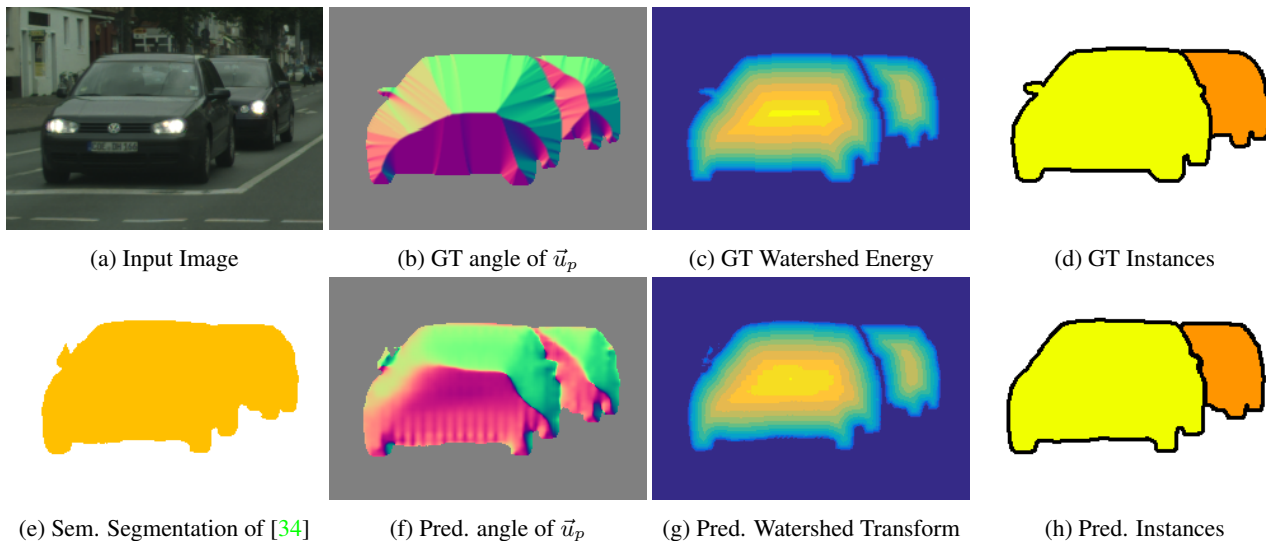 (a) Input Image
(b) GT angle of $\vec{u}_p$
(c) GT Watershed Energy
(d) GT Instances
(e) Sem. Segmentation of [34]
(f) Pred. angle of $\vec{u}_p$
(g) Pred. Watershed Transform
(h) Pred. Instances